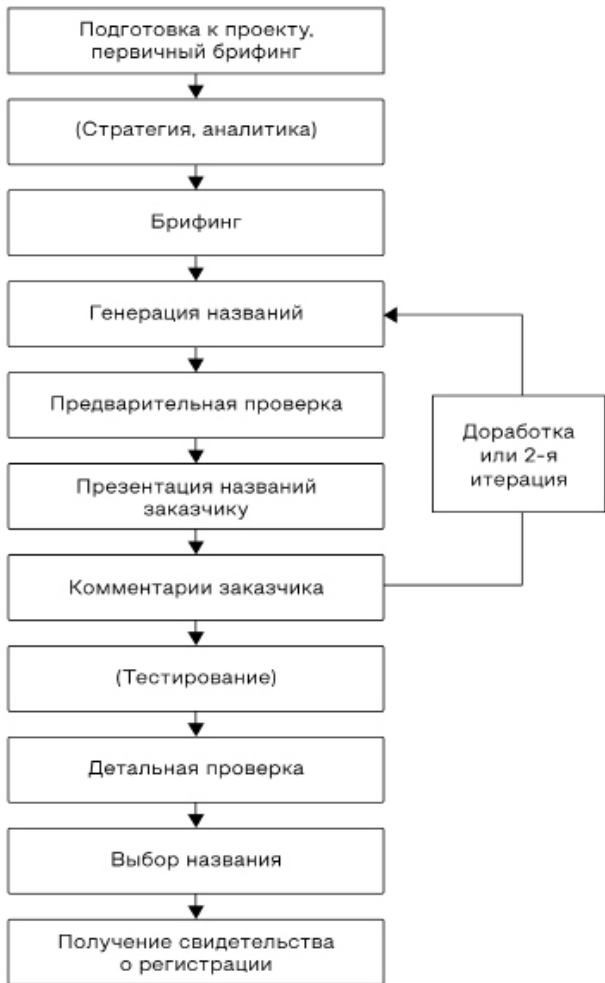 Подготовка к проекту,
первичный брифинг
(Стратегия, аналитика)
Брифинг
Генерация названий
Предварительная проверка
Доработка
или 2-я
итерация
Презентация названий
заказчику
Комментарии заказчика
(Тестирование)
Детальная проверка
Выбор названия
Получение свидетельства
о регистрации